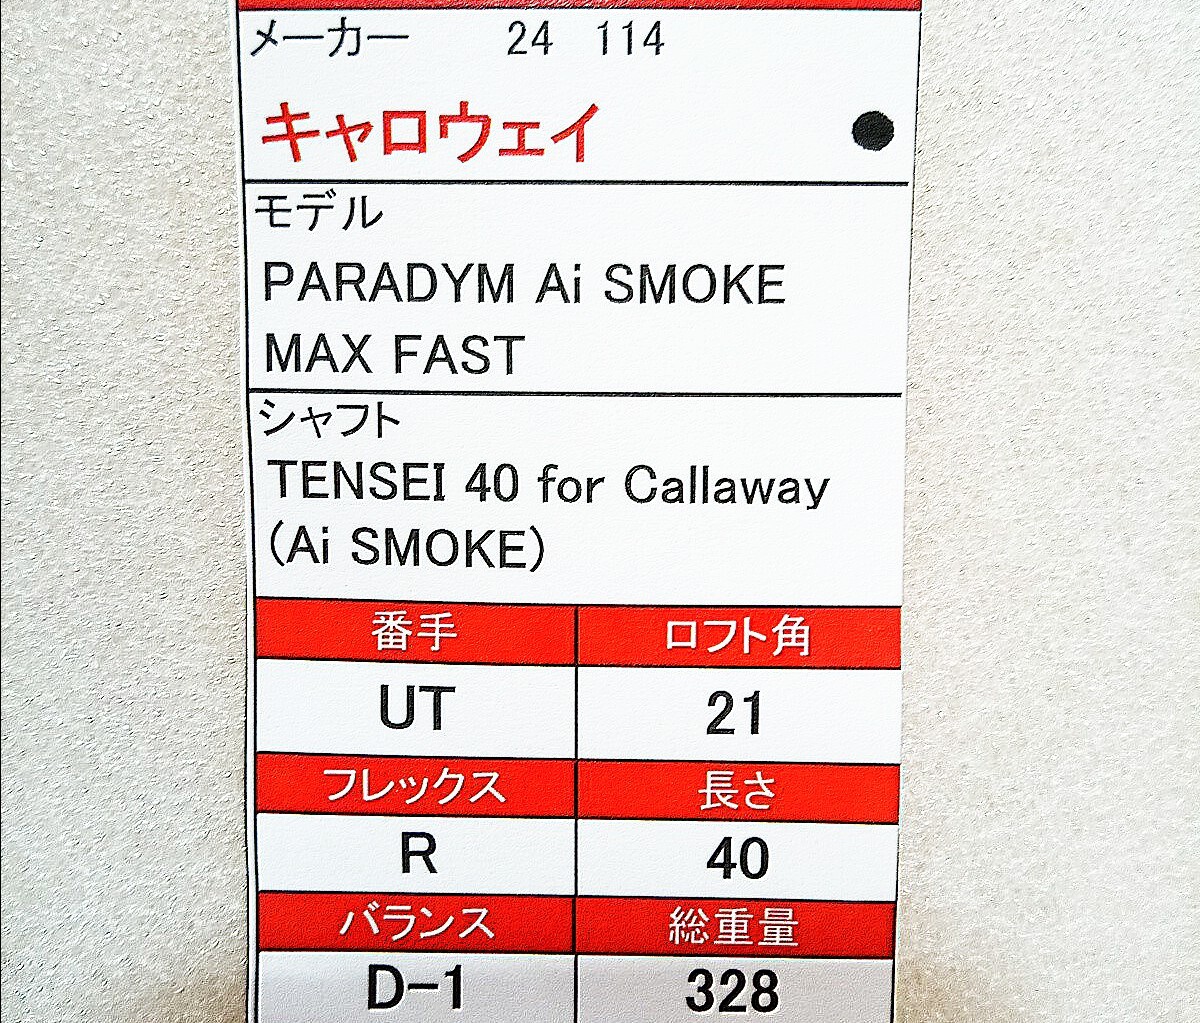 メーカー 24 114
キャロウェイ ●
モデル
PARADYM Ai SMOKE
MAX FAST
シャフト
TENSEI 40 for Callaway
(Ai SMOKE)
番手 ロフト角
UT 21
フレックス 長さ
R 40
バランス 総重量
D-1 328